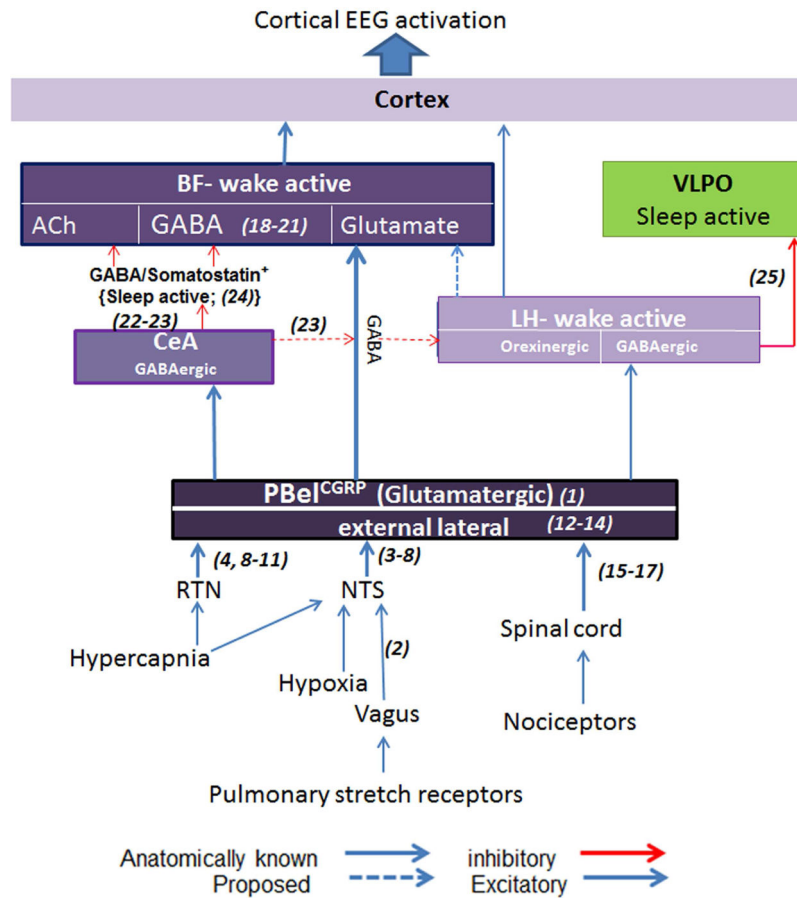 Cortical EEG activation
Cortex
BF- wake active
ACh GABA (18-21) Glutamate
VLPO
Sleep active
GABA/Somatostatin⁺
{Sleep active; (24)}
(22-23)
(23)
(25)
CeA
GABAergic
GABA
LH- wake active
Orexinergic GABAergic
PBelᶜᴳᴿᴾ (Glutamatergic) (1)
external lateral (12-14)
(4, 8-11)
(3-8)
(15-17)
RTN
NTS
Spinal cord
Hypercapnia
(2)
Hypoxia
Vagus
Nociceptors
Pulmonary stretch receptors
Anatomically known inhibitory
Proposed Excitatory